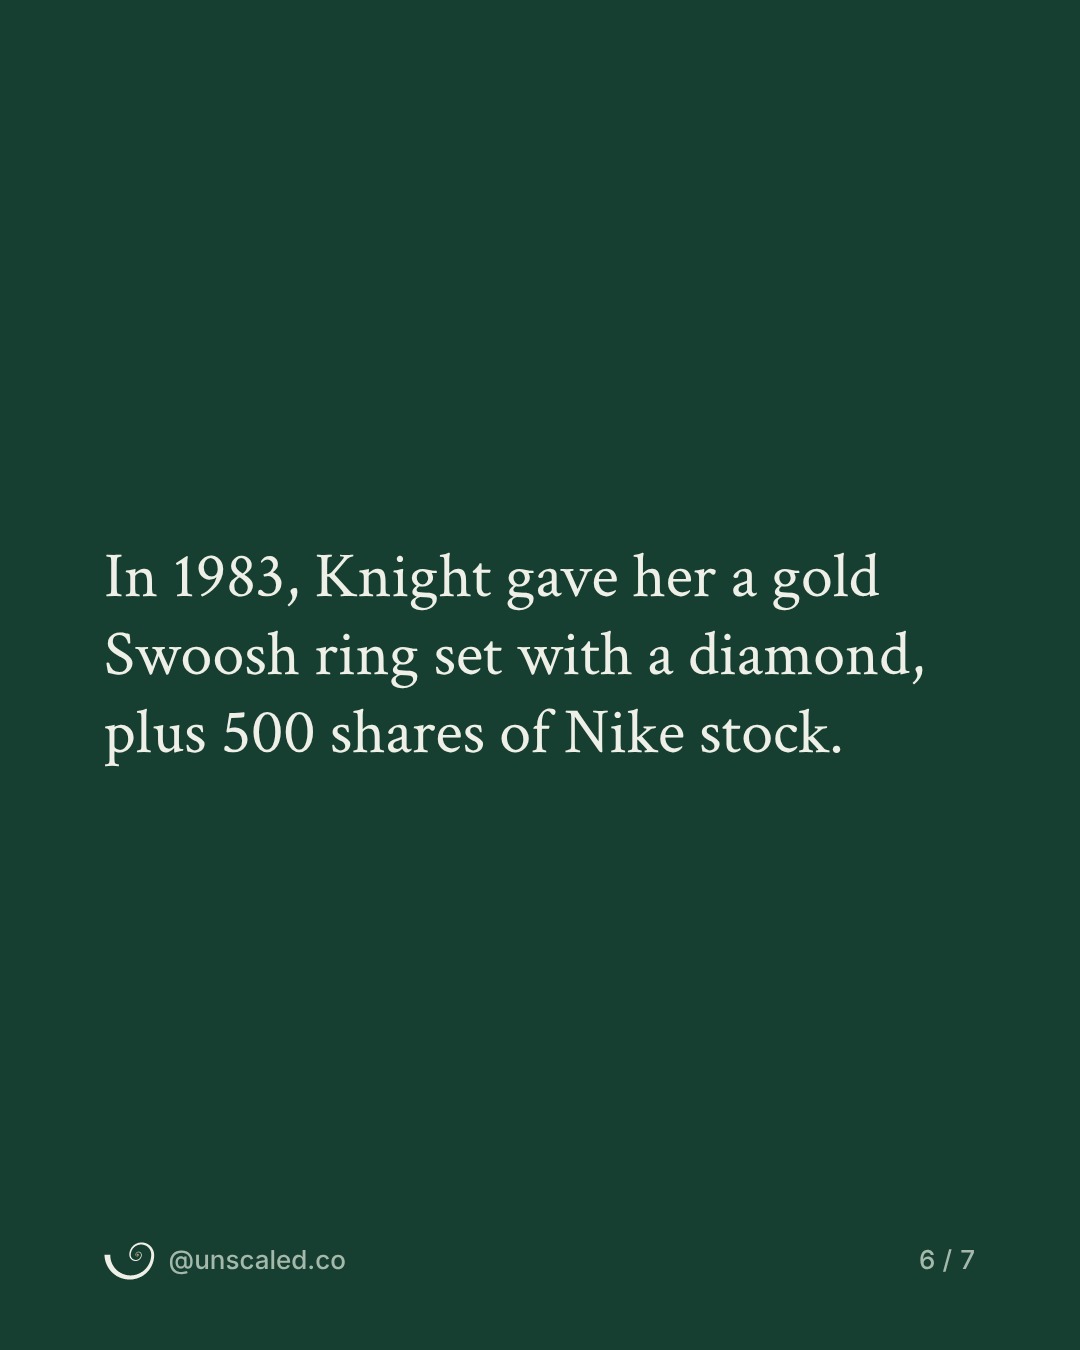 In 1983, Knight gave her a gold
Swoosh ring set with a diamond,
plus 500 shares of Nike stock.
@unscaled.co
6 / 7